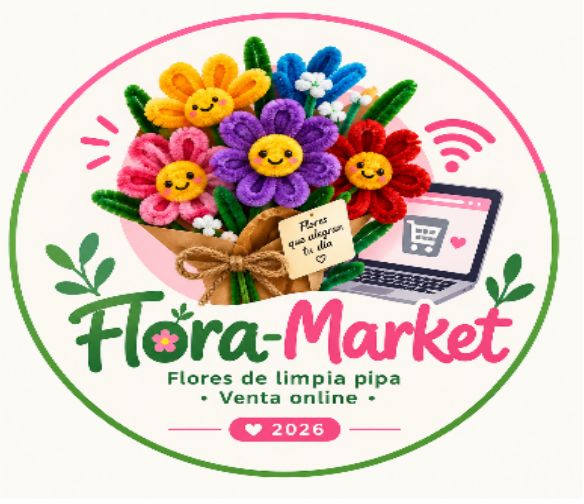 Flores
que alegran
tu día
Flora-Market
Flores de limpia pipa
• Venta online •
2026